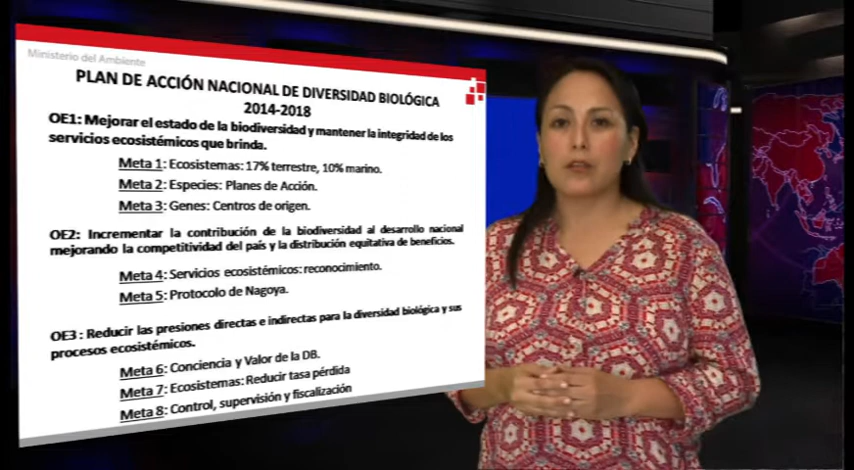 Ministerio del Ambiente
PLAN DE ACCIÓN NACIONAL DE DIVERSIDAD BIOLÓGICA
2014-2018
OE1: Mejorar el estado de la biodiversidad y mantener la integridad de los
servicios ecosistémicos que brinda.
Meta 1: Ecosistemas: 17% terrestre, 10% marino.
Meta 2: Especies: Planes de Acción.
Meta 3: Genes: Centros de origen.
OE2: Incrementar la contribución de la biodiversidad al desarrollo nacional
mejorando la competitividad del país y la distribución equitativa de beneficios.
Meta 4: Servicios ecosistémicos: reconocimiento.
Meta 5: Protocolo de Nagoya.
OE3 : Reducir las presiones directas e indirectas para la diversidad biológica y sus
procesos ecosistémicos.
Meta 6: Conciencia y Valor de la DB.
Meta 7: Ecosistemas: Reducir tasa pérdida
Meta 8: Control, supervisión y fiscalización